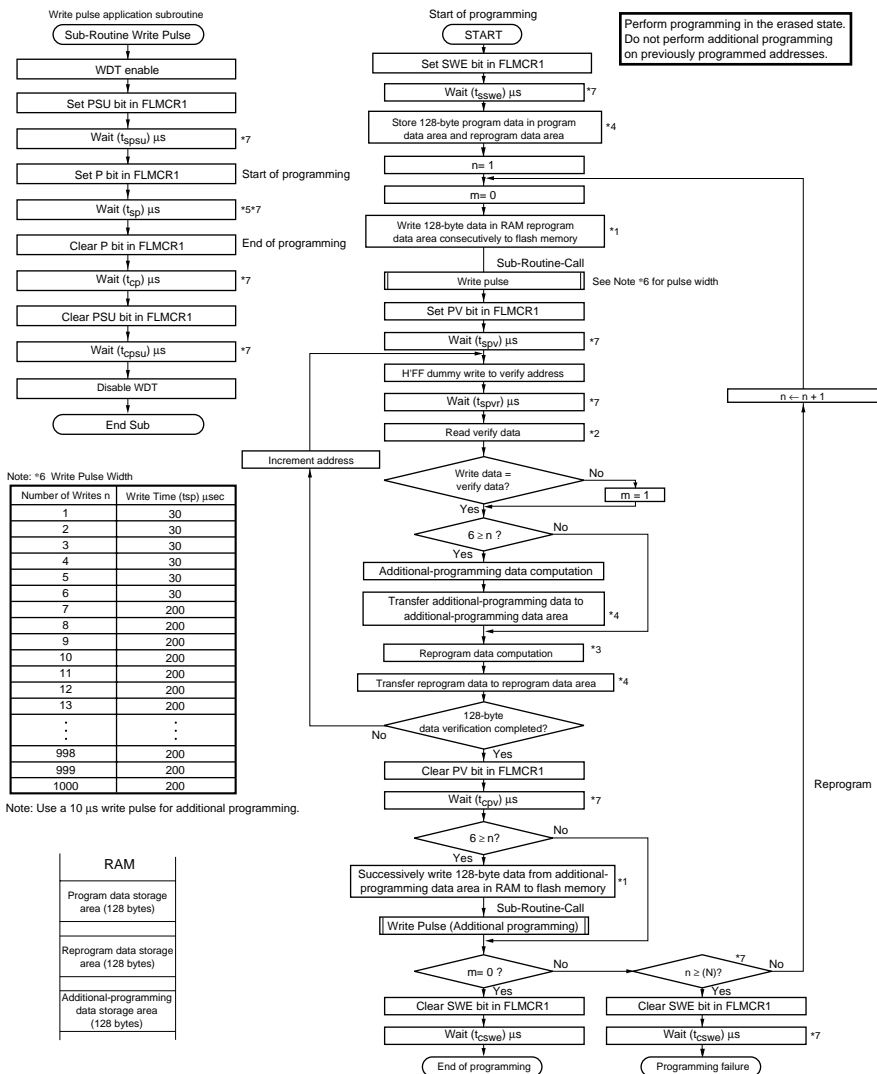 Write pulse application subroutine
Sub-Routine Write Pulse
WDT enable
Set PSU bit in FLMCR1
Wait (tspsu) μs
*7
Set P bit in FLMCR1
Start of programming
Wait (tsp) μs
*5*7
Clear P bit in FLMCR1
End of programming
Wait (tcp) μs
*7
Clear PSU bit in FLMCR1
Wait (tcpsu) μs
*7
Disable WDT
End Sub
Note: *6 Write Pulse Width
Number of Writes n Write Time (tsp) μsec
1 30
2 30
3 30
4 30
5 30
6 30
7 200
8 200
9 200
10 200
11 200
12 200
13 200
998 200
999 200
1000 200
Note: Use a 10 μs write pulse for additional programming.
RAM
Program data storage
area (128 bytes)
Reprogram data storage
area (128 bytes)
Additional-programming
data storage area
(128 bytes)
Start of programming
START
Set SWE bit in FLMCR1
Wait (tsswe) μs
*7
Store 128-byte program data in program
data area and reprogram data area
*4
n= 1
m= 0
Write 128-byte data in RAM reprogram
data area consecutively to flash memory
*1
Sub-Routine-Call
Write pulse
See Note *6 for pulse width
Set PV bit in FLMCR1
Wait (tspv) μs
*7
H'FF dummy write to verify address
Wait (tspvr) μs
*7
Read verify data
*2
Increment address
Write data =
verify data?
No
m = 1
Yes
6 ≥ n ?
No
Yes
Additional-programming data computation
Transfer additional-programming data to
additional-programming data area
*4
Reprogram data computation
*3
Transfer reprogram data to reprogram data area
*4
128-byte
data verification completed?
No
Yes
Clear PV bit in FLMCR1
Wait (tcpv) μs
*7
6 ≥ n?
No
Yes
Successively write 128-byte data from additional-
programming data area in RAM to flash memory
*1
Sub-Routine-Call
Write Pulse (Additional programming)
m= 0 ?
No
Yes
Clear SWE bit in FLMCR1
Wait (tcswe) μs
End of programming
*7
n ≥ (N)?
No
Yes
Clear SWE bit in FLMCR1
Wait (tcswe) μs
*7
Programming failure
n ← n + 1
Reprogram
Perform programming in the erased state.
Do not perform additional programming
on previously programmed addresses.